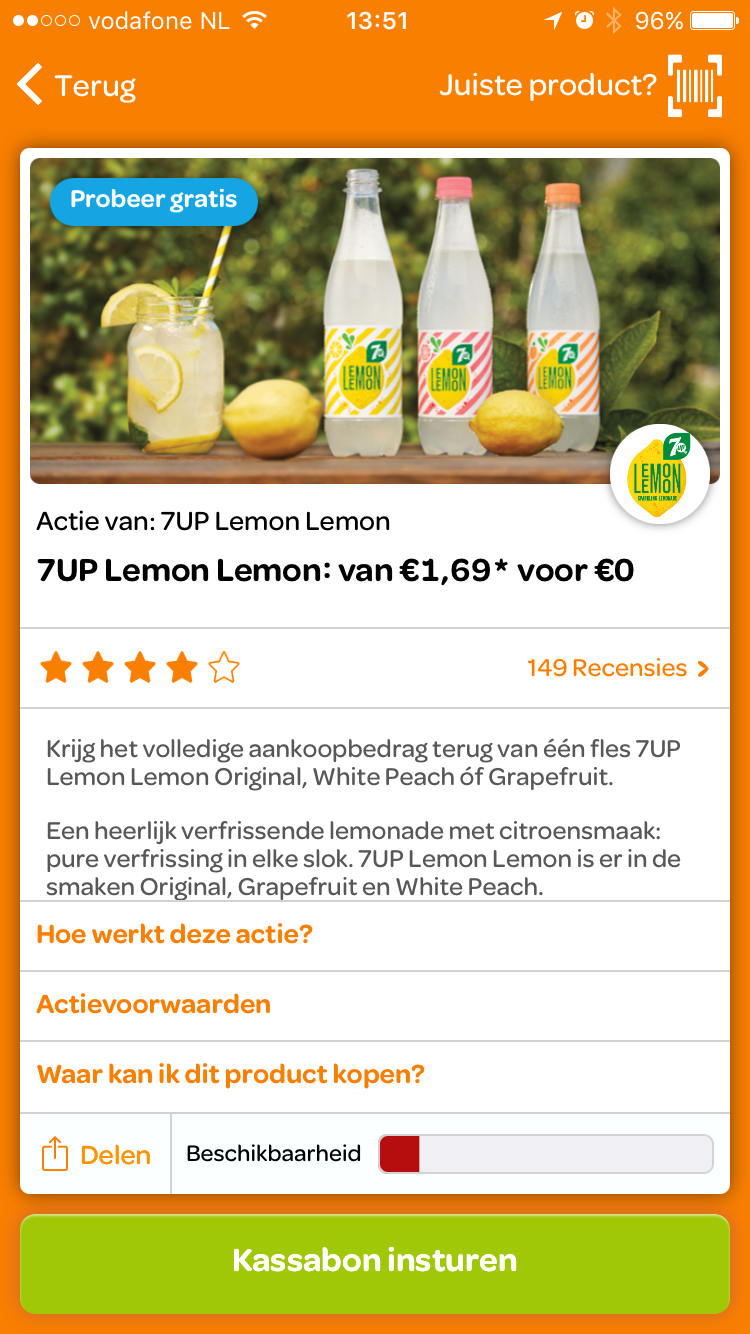 vodafone NL 13:51 96%
Terug Juiste product?
Probeer gratis
7UP
LEMON
LEMON
7UP
LEMON
LEMON
7UP
LEMON
LEMON
7UP
LEMON
LEMON
SPARKLING LEMONADE
Actie van: 7UP Lemon Lemon
7UP Lemon Lemon: van €1,69* voor €0
149 Recensies
Krijg het volledige aankoopbedrag terug van één fles 7UP
Lemon Lemon Original, White Peach óf Grapefruit.
Een heerlijk verfrissende lemonade met citroensmaak:
pure verfrissing in elke slok. 7UP Lemon Lemon is er in de
smaken Original, Grapefruit en White Peach.
Hoe werkt deze actie?
Actievoorwaarden
Waar kan ik dit product kopen?
Delen Beschikbaarheid
Kassabon insturen